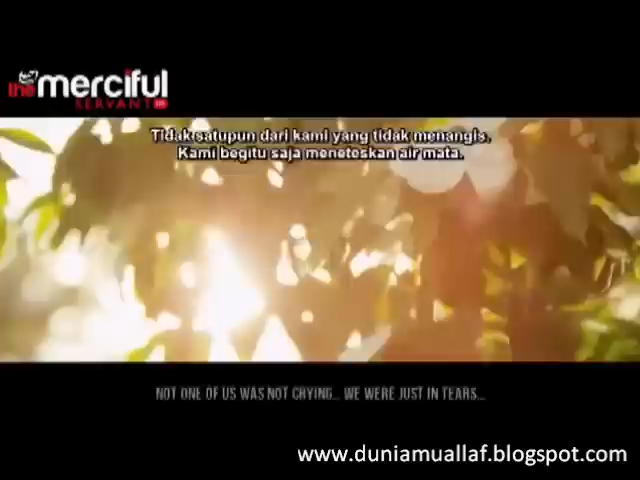 the merciful
SERVANT HD
Tidak satupun dari kami yang tidak menangis.
Kami begitu saja meneteskan air mata.
NOT ONE OF US WAS NOT CRYING... WE WERE JUST IN TEARS...
www.duniamuallaf.blogspot.com